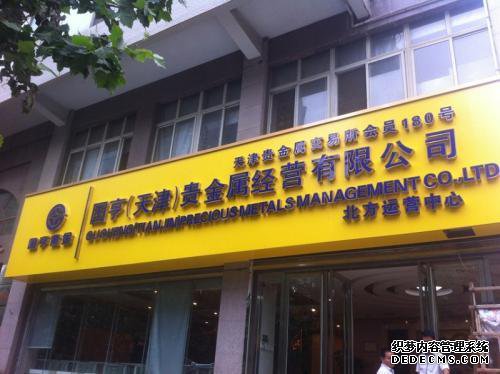 天津贵金属交易所会员180号
国亨(天津)贵金属经营有限公司
GUOHENG(TIANJIN)PRECIOUS METALS MANAGEMENT CO.,LTD
北方运营中心
国亨集团
织梦内容管理系统
DEDECMS.COM